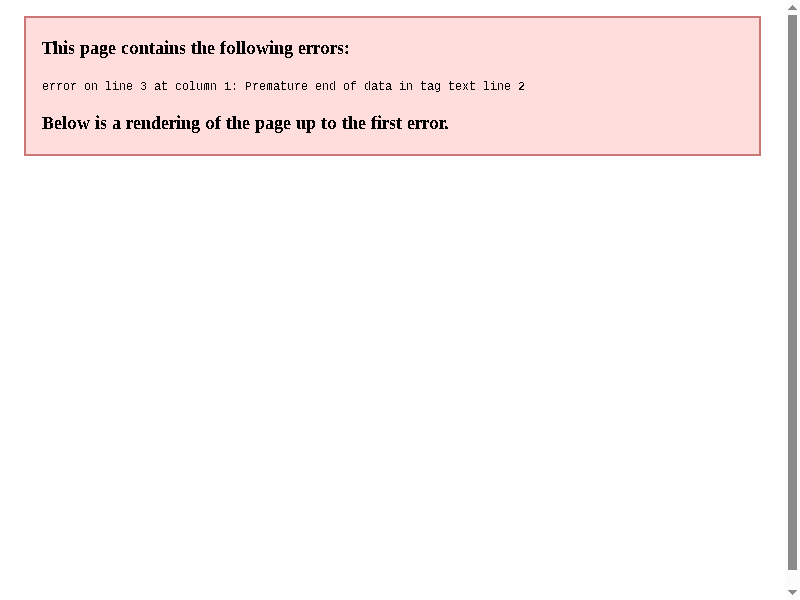 This page contains the following errors:
error on line 3 at column 1: Premature end of data in tag text line 2
Below is a rendering of the page up to the first error.